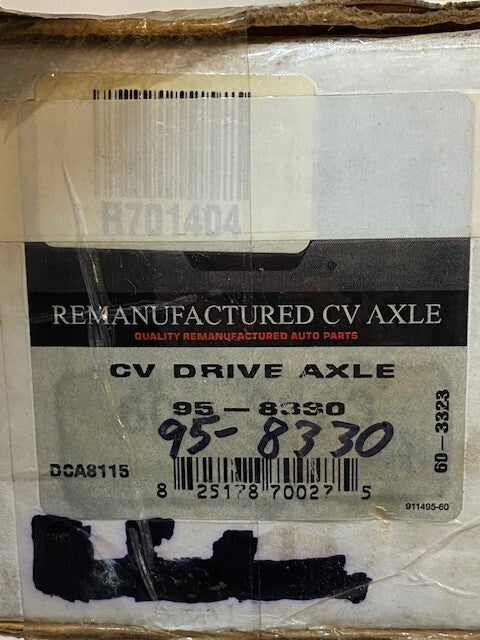 8701404
REMANUFACTURED CV AXLE
QUALITY REMANUFACTURED AUTO PARTS
CV DRIVE AXLE
95-8330
95-8330
60-3323
DCA8115
8 25178 70027 5
911495-60